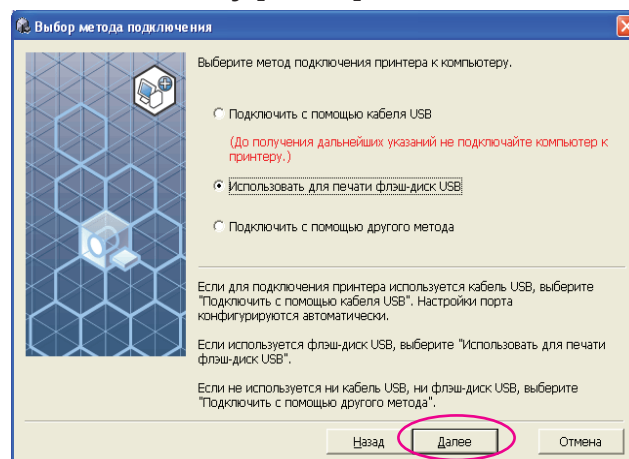 Выбор метода подключения
Выберите метод подключения принтера к компьютеру.
Подключить с помощью кабеля USB
(До получения дальнейших указаний не подключайте компьютер к
принтеру.)
Использовать для печати флэш-диск USB
Подключить с помощью другого метода
Если для подключения принтера используется кабель USB, выберите
"Подключить с помощью кабеля USB". Настройки порта
конфигурируются автоматически.
Если используется флэш-диск USB, выберите "Использовать для печати
флэш-диск USB".
Если не используется ни кабель USB, ни флэш-диск USB, выберите
"Подключить с помощью другого метода".
Назад Далее Отмена